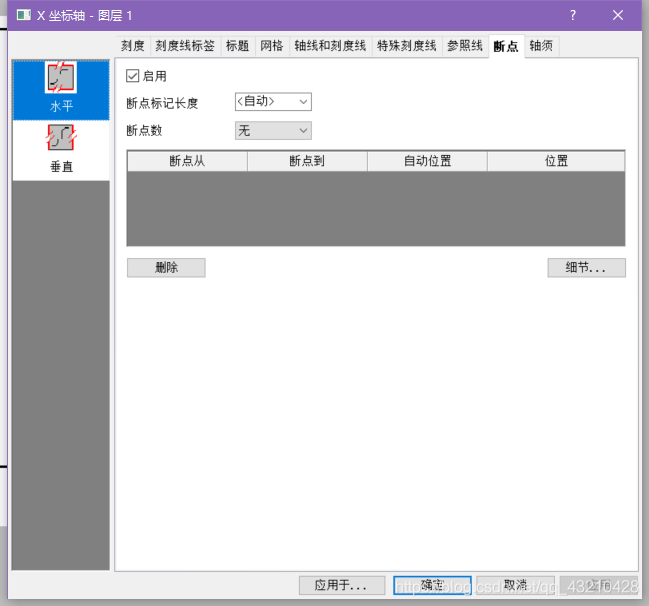 X 坐标轴 - 图层 1
刻度 刻度线标签 标题 网格 轴线和刻度线 特殊刻度线 参照线 断点 轴须
水平
垂直
启用
断点标记长度 <自动>
断点数 无
断点从 断点到 自动位置 位置
删除 细节...
应用于... 确定 取消
https://blog.csdn.net/qq_43210428